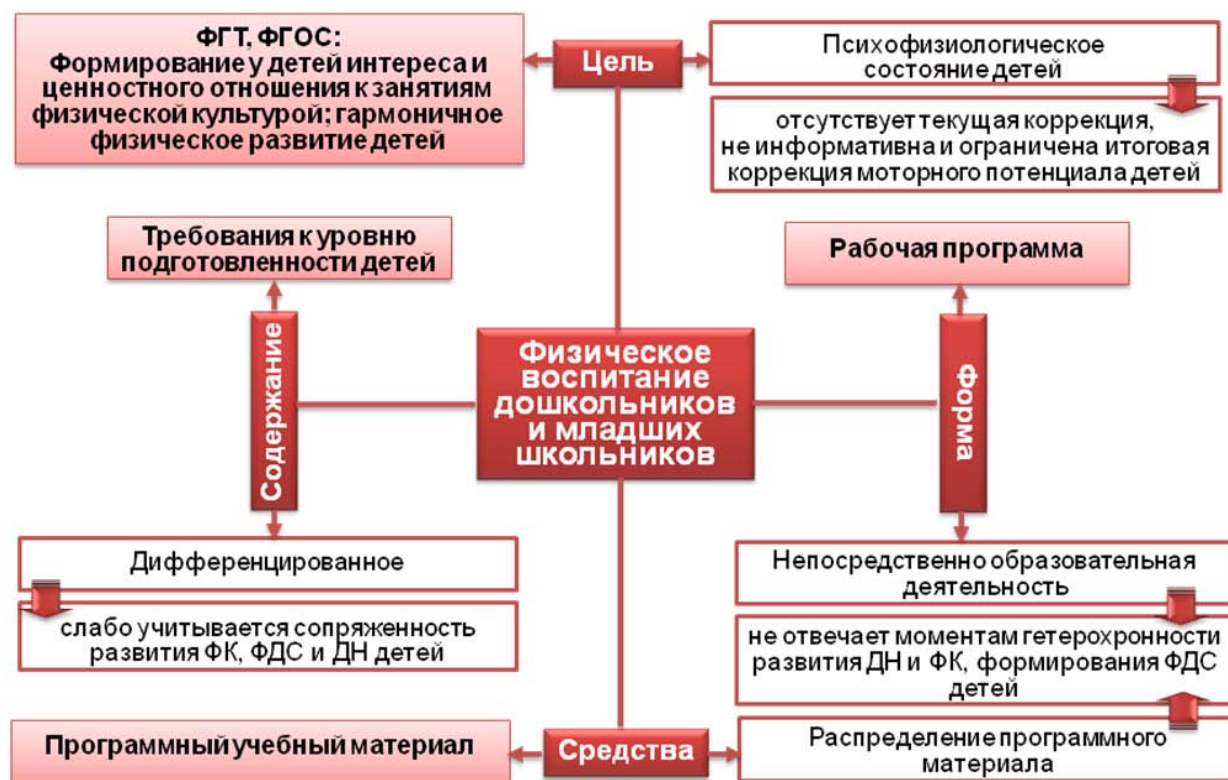 ФГТ, ФГОС:
Формирование у детей интереса и
ценностного отношения к занятиям
физической культурой; гармоничное
физическое развитие детей
Цель
Психофизиологическое
состояние детей
отсутствует текущая коррекция,
не информативна и ограничена итоговая
коррекция моторного потенциала детей
Требования к уровню
подготовленности детей
Рабочая программа
Содержание
Физическое
воспитание
дошкольников
и младших
школьников
Форма
Дифференцированное
слабо учитывается сопряженность
развития ФК, ФДС и ДН детей
Непосредственно образовательная
деятельность
не отвечает моментам гетерохронности
развития ДН и ФК, формирования ФДС
детей
Программный учебный материал
Средства
Распределение программного
материала